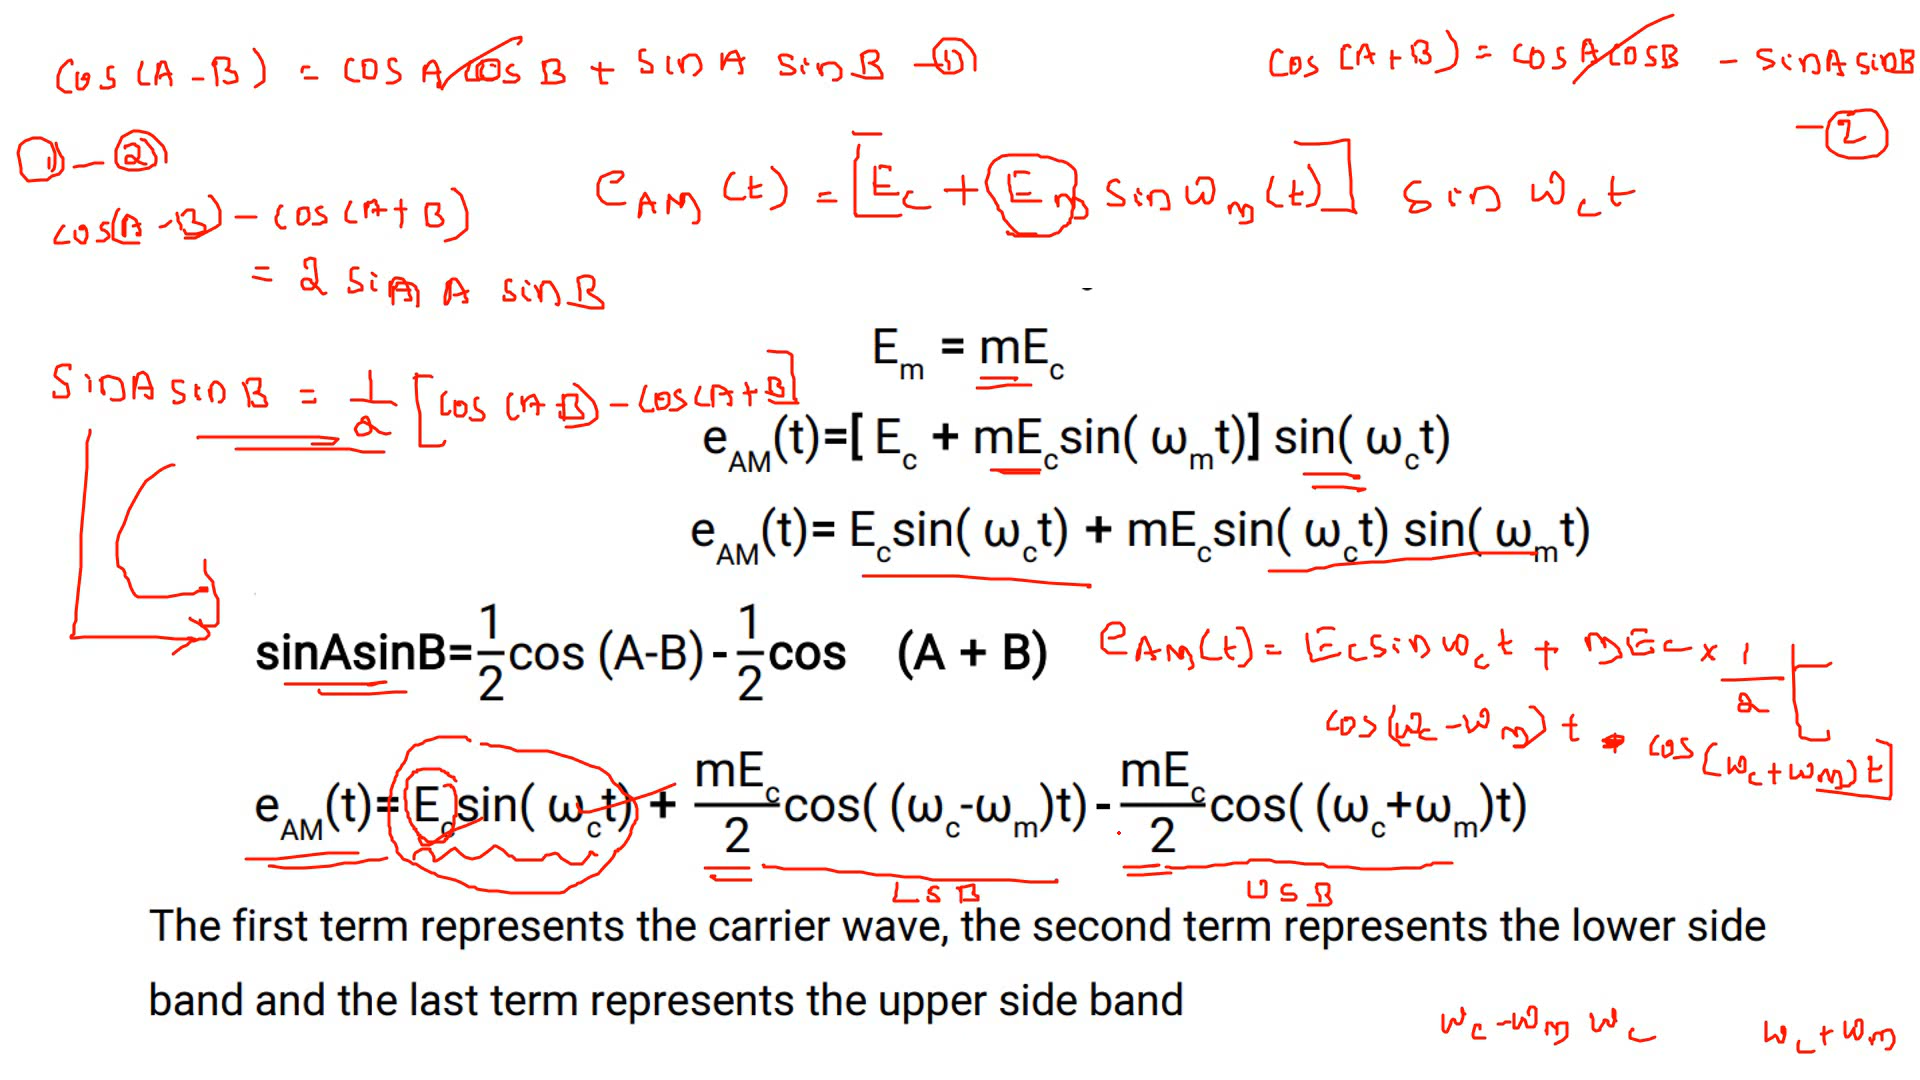 cos (A - B) = cos A cos B + sin A sin B - ①
cos (A + B) = cos A cos B - sin A sin B
- ②
① - ②
e_AM (t) = [E_c + E_m sin ω_m (t)] sin ω_c t
cos(A - B) - cos (A + B)
= 2 sin A sin B
E_m = mE_c
sin A sin B = 1/2 [cos (A - B) - cos (A + B)]
e_AM(t)=[ E_c + mE_c sin( ω_m t)] sin( ω_c t)
e_AM(t)= E_c sin( ω_c t) + mE_c sin( ω_c t) sin( ω_m t)
sinAsinB=1/2 cos (A-B) - 1/2 cos (A + B)
e_AM(t) = E_c sin ω_c t + m E_c × 1/2 [
cos (ω_c - ω_m) t - cos (ω_c + ω_m) t]
e_AM(t)= E_c sin( ω_c t) + mE_c/2 cos( (ω_c-ω_m)t) - mE_c/2 cos( (ω_c+ω_m)t)
LSB USB
The first term represents the carrier wave, the second term represents the lower side
band and the last term represents the upper side band
ω_c - ω_m ω_c ω_c + ω_m